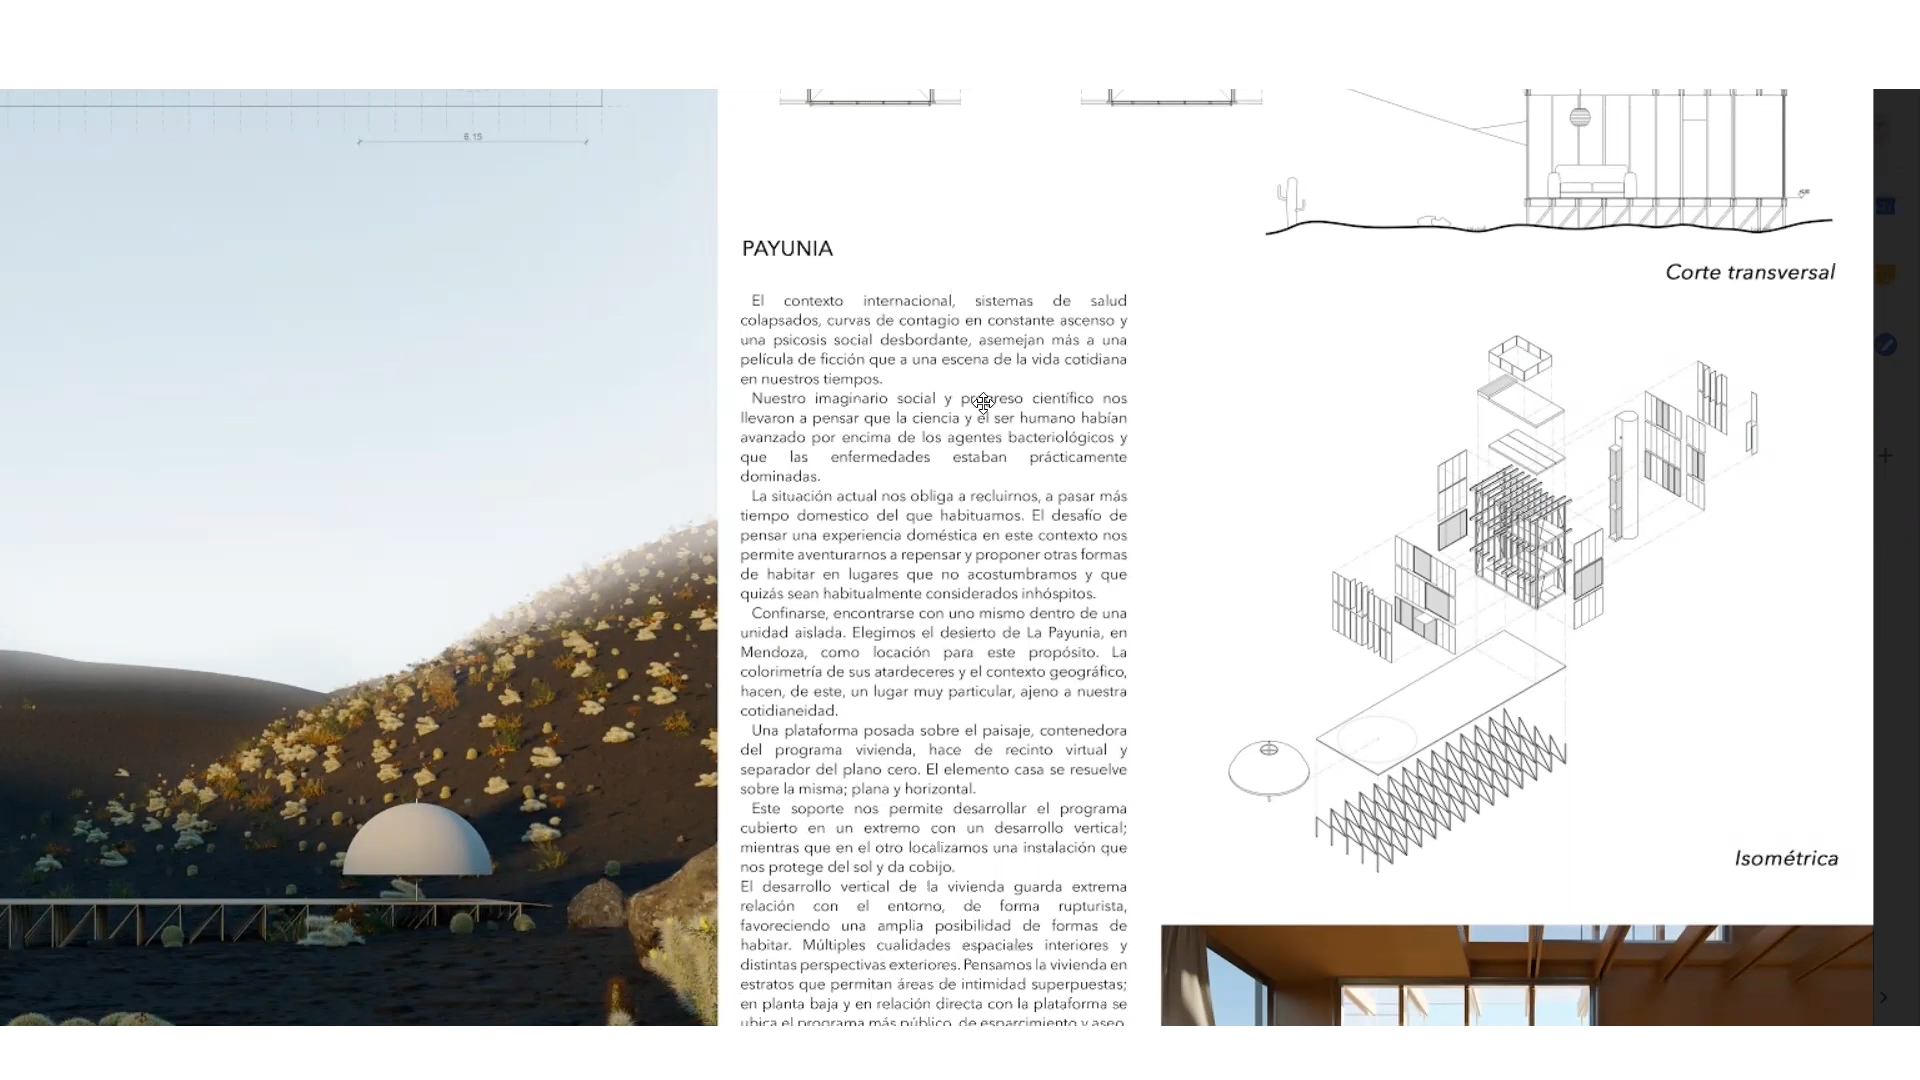 6.15
PAYUNIA
El contexto internacional, sistemas de salud
colapsados, curvas de contagio en constante ascenso y
una psicosis social desbordante, asemejan más a una
película de ficción que a una escena de la vida cotidiana
en nuestros tiempos.
Nuestro imaginario social y progreso científico nos
llevaron a pensar que la ciencia y el ser humano habían
avanzado por encima de los agentes bacteriológicos y
que las enfermedades estaban prácticamente
dominadas.
La situación actual nos obliga a recluirnos, a pasar más
tiempo domestico del que habituamos. El desafío de
pensar una experiencia doméstica en este contexto nos
permite aventurarnos a repensar y proponer otras formas
de habitar en lugares que no acostumbramos y que
quizás sean habitualmente considerados inhóspitos.
Confinarse, encontrarse con uno mismo dentro de una
unidad aislada. Elegimos el desierto de La Payunia, en
Mendoza, como locación para este propósito. La
colorimetría de sus atardeceres y el contexto geográfico,
hacen, de este, un lugar muy particular, ajeno a nuestra
cotidianeidad.
Una plataforma posada sobre el paisaje, contenedora
del programa vivienda, hace de recinto virtual y
separador del plano cero. El elemento casa se resuelve
sobre la misma; plana y horizontal.
Este soporte nos permite desarrollar el programa
cubierto en un extremo con un desarrollo vertical;
mientras que en el otro localizamos una instalación que
nos protege del sol y da cobijo.
El desarrollo vertical de la vivienda guarda extrema
relación con el entorno, de forma rupturista,
favoreciendo una amplia posibilidad de formas de
habitar. Múltiples cualidades espaciales interiores y
distintas perspectivas exteriores. Pensamos la vivienda en
estratos que permitan áreas de intimidad superpuestas;
en planta baja y en relación directa con la plataforma se
ubica el programa más público, de esparcimiento y aseo.
Corte transversal
Isométrica